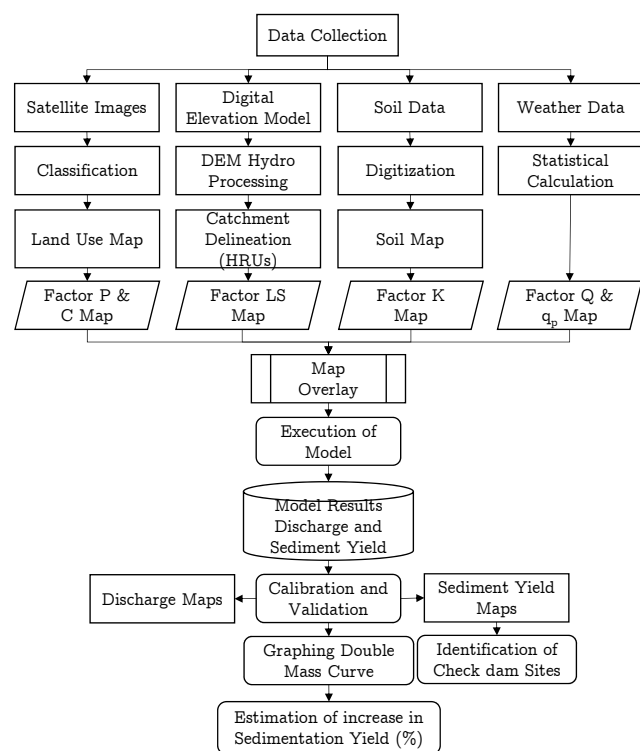 Data Collection
Satellite Images
Digital
Elevation Model
Soil Data
Weather Data
Classification
DEM Hydro
Processing
Digitization
Statistical
Calculation
Land Use Map
Catchment
Delineation
(HRUs)
Soil Map
Factor P &
C Map
Factor LS
Map
Factor K
Map
Factor Q &
qp Map
Map
Overlay
Execution of
Model
Model Results
Discharge and
Sediment Yield
Discharge Maps
Calibration and
Validation
Sediment Yield
Maps
Graphing Double
Mass Curve
Identification of
Check dam Sites
Estimation of increase in
Sedimentation Yield (%)